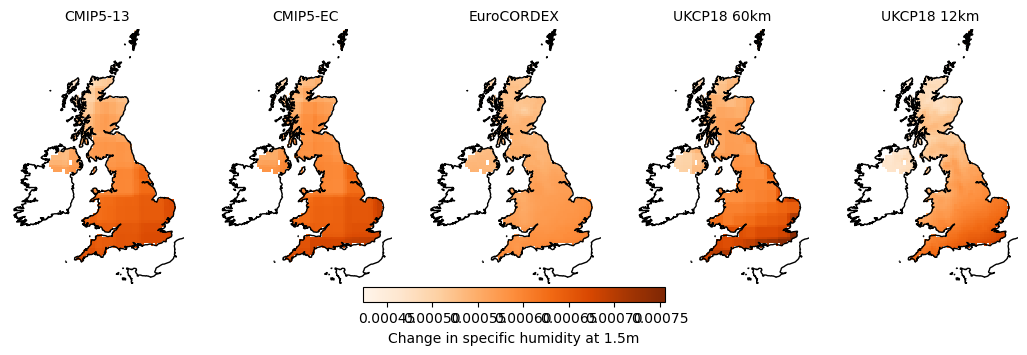 CMIP5-13 CMIP5-EC EuroCORDEX UKCP18 60km UKCP18 12km
0.00045 0.00050 0.00055 0.00060 0.00065 0.00070 0.00075
Change in specific humidity at 1.5m